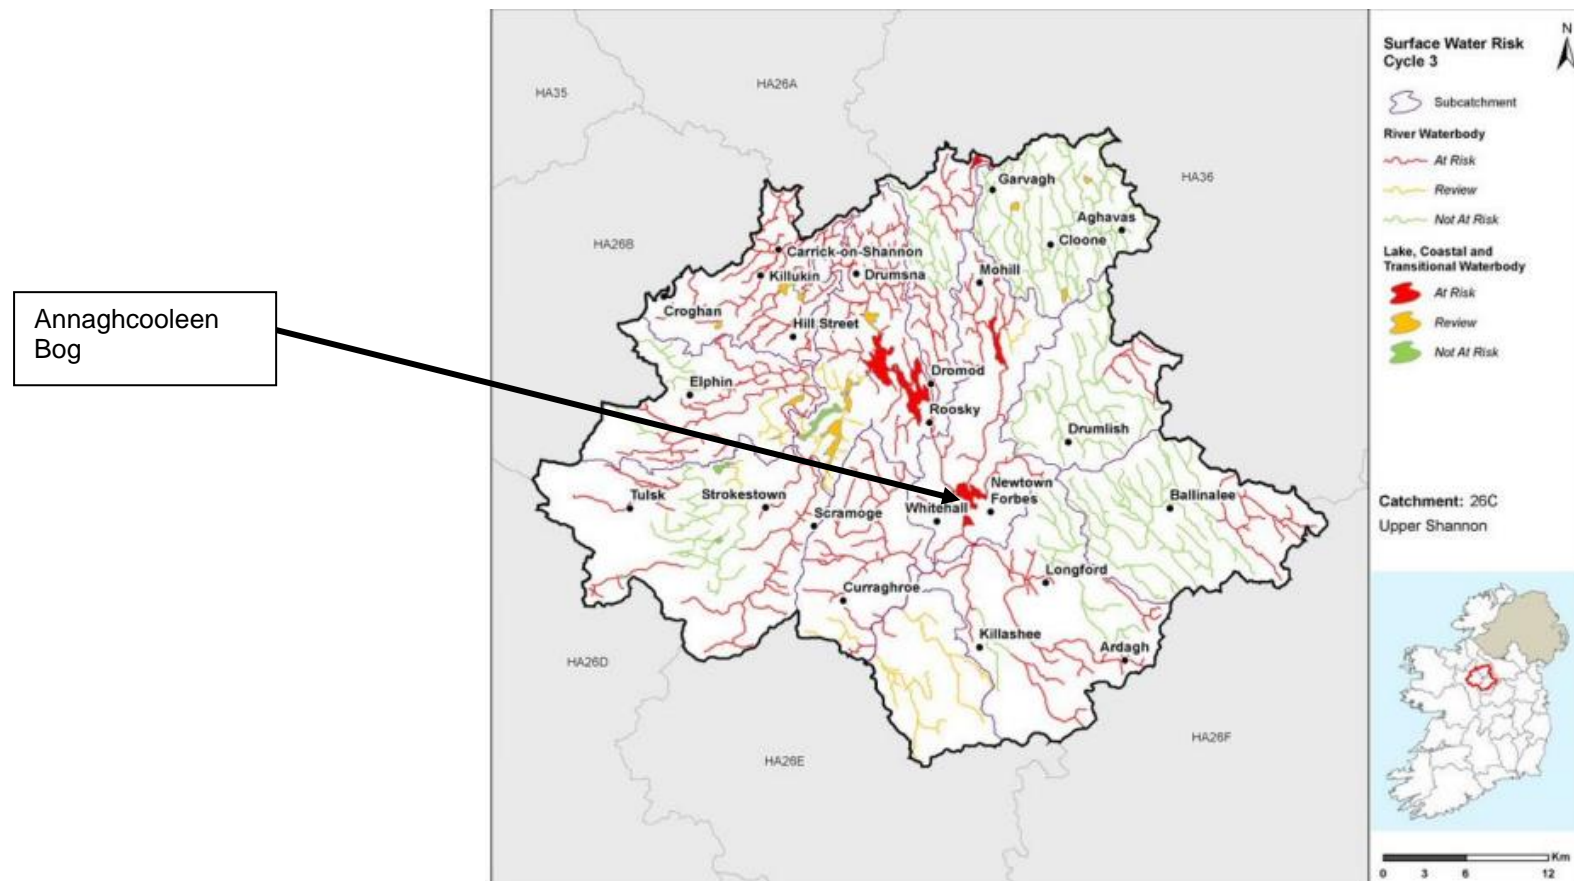 Annaghcooleen
Bog
HA35
HA26A
HA36
HA26B
HA26D
HA26E
HA26F
Garvagh
Aghavas
Cloone
Carrick-on-Shannon
Killukin
Drumsna
Mohill
Croghan
Hill Street
Elphin
Dromod
Roosky
Drumlish
Tulsk
Strokestown
Scramoge
Whitehall
Newtown
Forbes
Ballinalee
Curraghroe
Longford
Killashee
Ardagh
Surface Water Risk
Cycle 3
N
Subcatchment
River Waterbody
At Risk
Review
Not At Risk
Lake, Coastal and
Transitional Waterbody
At Risk
Review
Not At Risk
Catchment: 26C
Upper Shannon
Km
0 3 6 12